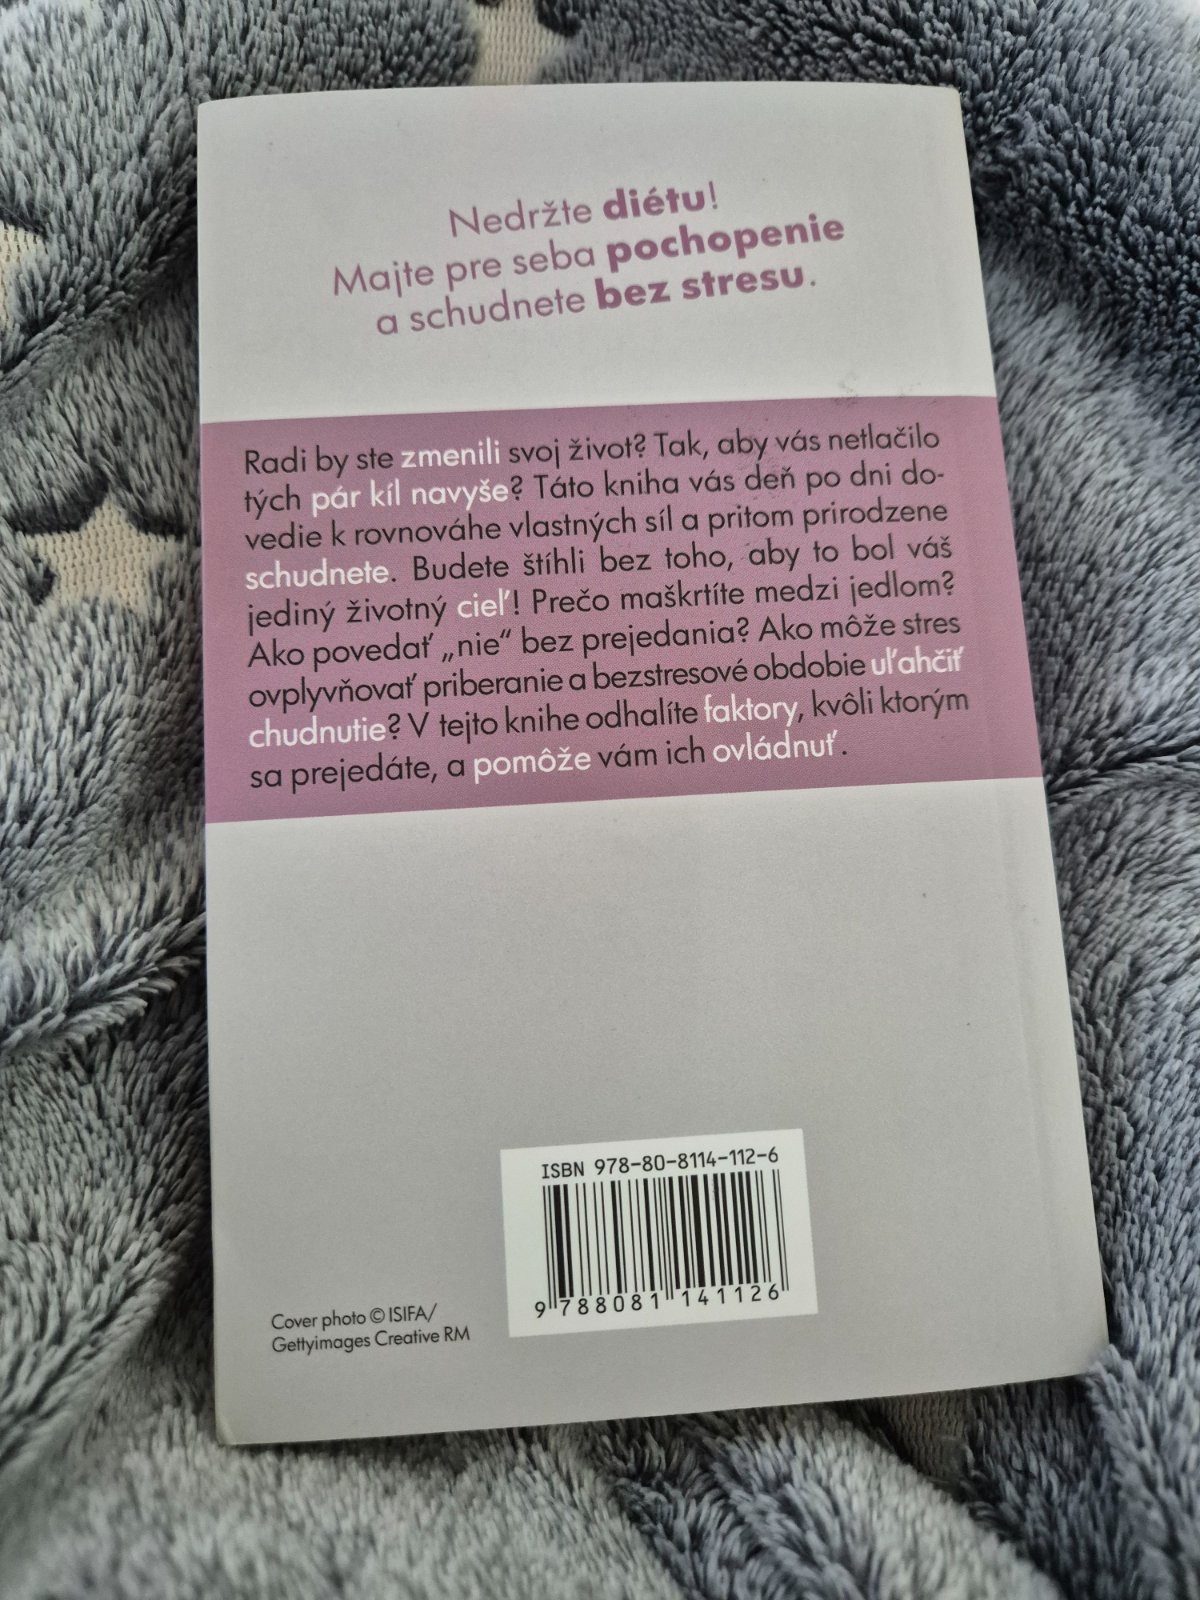 Nedržte diétu!
Majte pre seba pochopenie
a schudnete bez stresu.
Radi by ste zmenili svoj život? Tak, aby vás netlačilo
tých pár kíl navyše? Táto kniha vás deň po dni do-
vedie k rovnováhe vlastných síl a pritom prirodzene
schudnete. Budete štíhli bez toho, aby to bol váš
jediný životný cieľ! Prečo maškrtíte medzi jedlom?
Ako povedať „nie“ bez prejedania? Ako môže stres
ovplyvňovať priberanie a bezstresové obdobie uľahčiť
chudnutie? V tejto knihe odhalíte faktory, kvôli ktorým
sa prejedáte, a pomôže vám ich ovládnuť.
ISBN 978-80-8114-112-6
9 788081 141126
Cover photo © ISIFA/
Gettyimages Creative RM